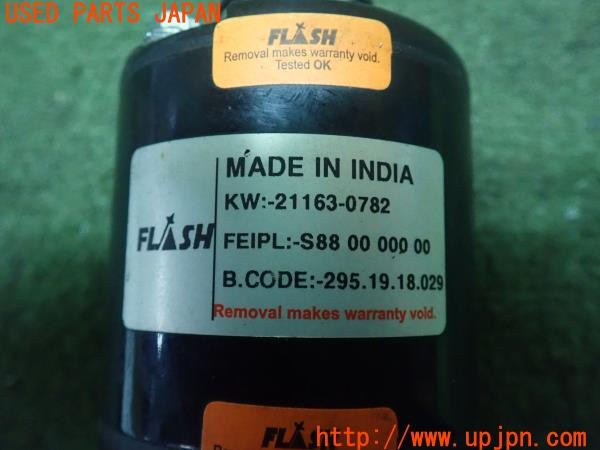 USED PARTS JAPAN
FLASH
Removal makes warranty void.
Tested OK
MADE IN INDIA
KW:-21163-0782
FLASH
FEIPL:-S88 00 000 00
B.CODE:-295.19.18.029
Removal makes warranty void.
FLASH
http://www.upjpn.com